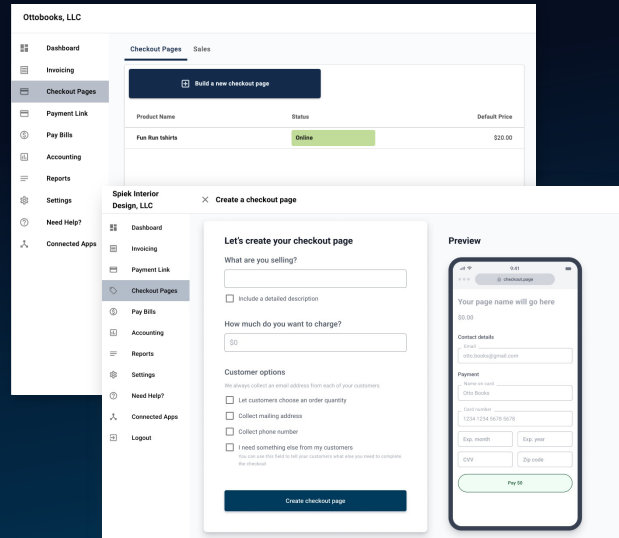 Ottobooks, LLC
Dashboard
Invoicing
Checkout Pages
Payment Link
Pay Bills
Accounting
Reports
Settings
Need Help?
Connected Apps
Checkout Pages Sales
Build a new checkout page
Product Name Status Default Price
Fun Run tshirts Online $20.00
Spiek Interior
Design, LLC
Create a checkout page
Dashboard
Invoicing
Payment Link
Checkout Pages
Pay Bills
Accounting
Reports
Settings
Need Help?
Connected Apps
Logout
Let's create your checkout page
What are you selling?
Include a detailed description
How much do you want to charge?
$0
Customer options
We always collect an email address from each of your customers
Let customers choose an order quantity
Collect mailing address
Collect phone number
I need something else from my customers
You can use this field to tell your customers what else you need to complete
the checkout
Create checkout page
Preview
9:41
checkout.page
Your page name will go here
$0.00
Contact details
Email
otto.books@gmail.com
Payment
Name on card
Otto Books
Card number
1234 1234 5678 5678
Exp. month Exp. year
CVV Zip code
Pay $0